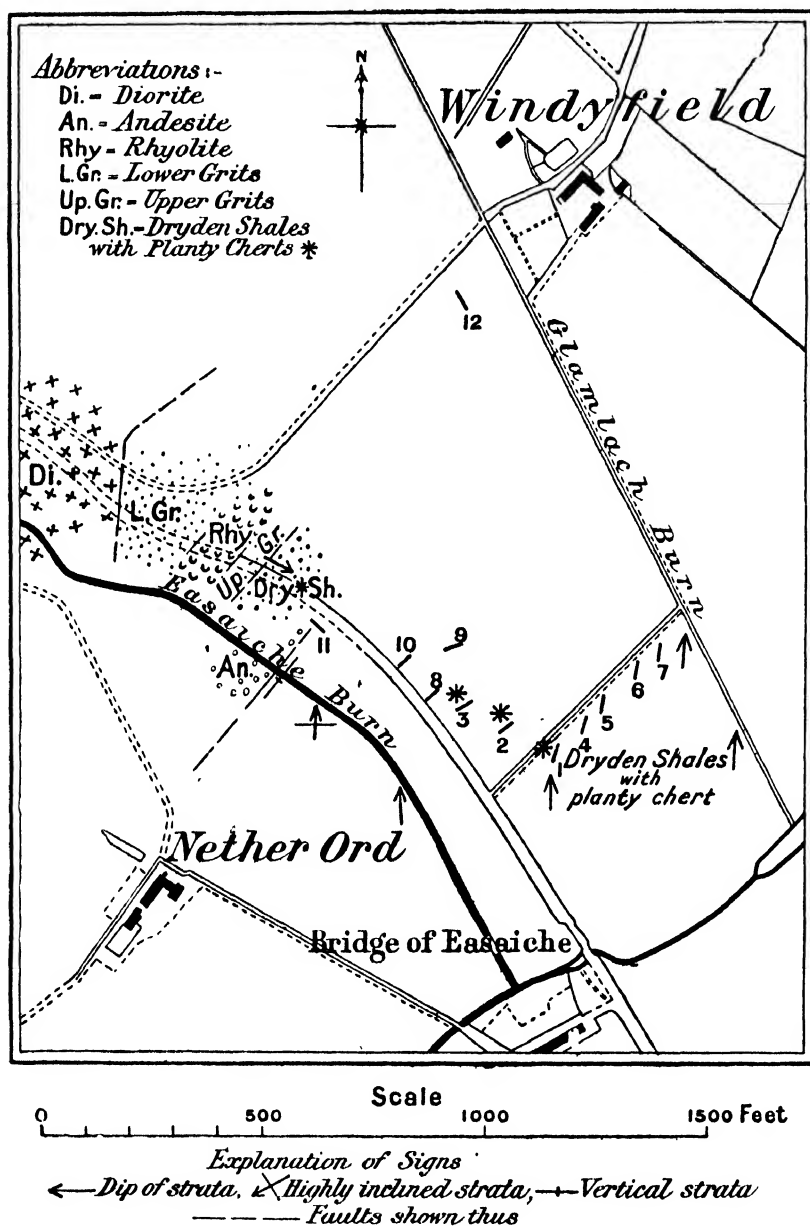 Abbreviations:-
Di.= Diorite
An.= Andesite
Rhy= Rhyolite
L.Gr.= Lower Grits
Up.Gr.= Upper Grits
Dry.Sh.=Dryden Shales
with Planty Cherts *
N
Windyfield
12
Glamlach Burn
Di.
L.Gr.
Rhy
Up. Gr.
Dry*Sh.
Easaiche Burn
An.
11
10
9
8
3
2
1
4
5
6
7
Dryden Shales
with
planty chert
Nether Ord
Bridge of Easaiche
Scale
0 500 1000 1500 Feet
Explanation of Signs
Dip of strata, Highly inclined strata, Vertical strata
Faults shown thus